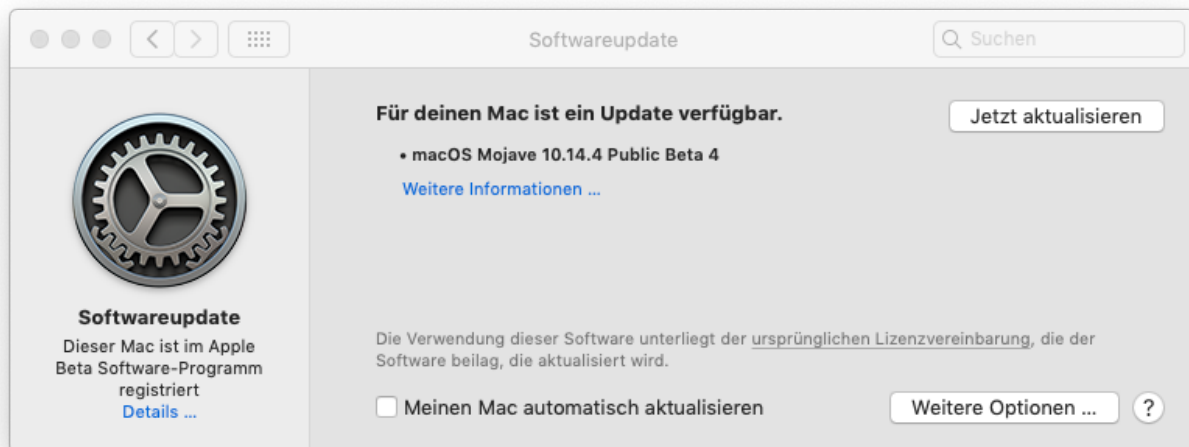 Softwareupdate
Suchen
Für deinen Mac ist ein Update verfügbar.
Jetzt aktualisieren
• macOS Mojave 10.14.4 Public Beta 4
Weitere Informationen ...
Softwareupdate
Dieser Mac ist im Apple
Beta Software-Programm
registriert
Details ...
Die Verwendung dieser Software unterliegt der ursprünglichen Lizenzvereinbarung, die der
Software beilag, die aktualisiert wird.
Meinen Mac automatisch aktualisieren
Weitere Optionen ...
?